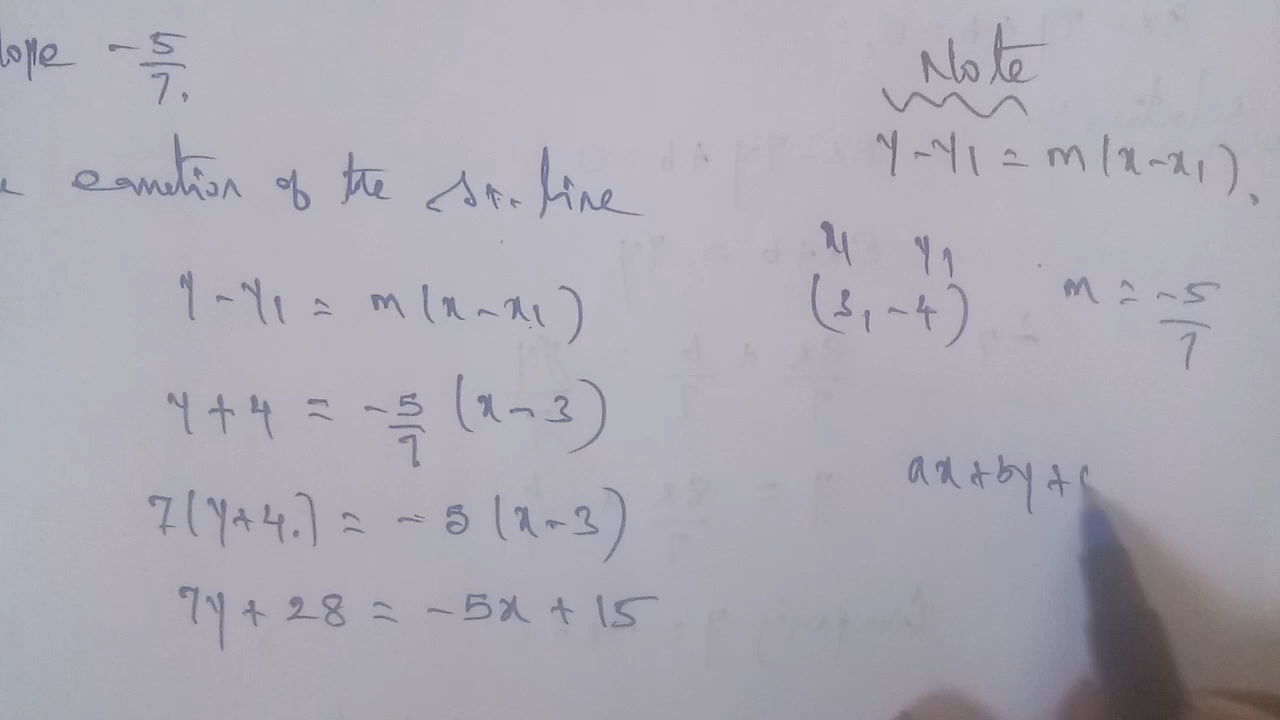 lope -5/7.
Note
y-y1 = m(x-x1).
equation of the St. line
y-y1 = m(x-x1)
x1 y1
(3,-4) m = -5/7
y+4 = -5/7 (x-3)
7(y+4.) = -5(x-3)
ax+by+
7y+28 = -5x+15